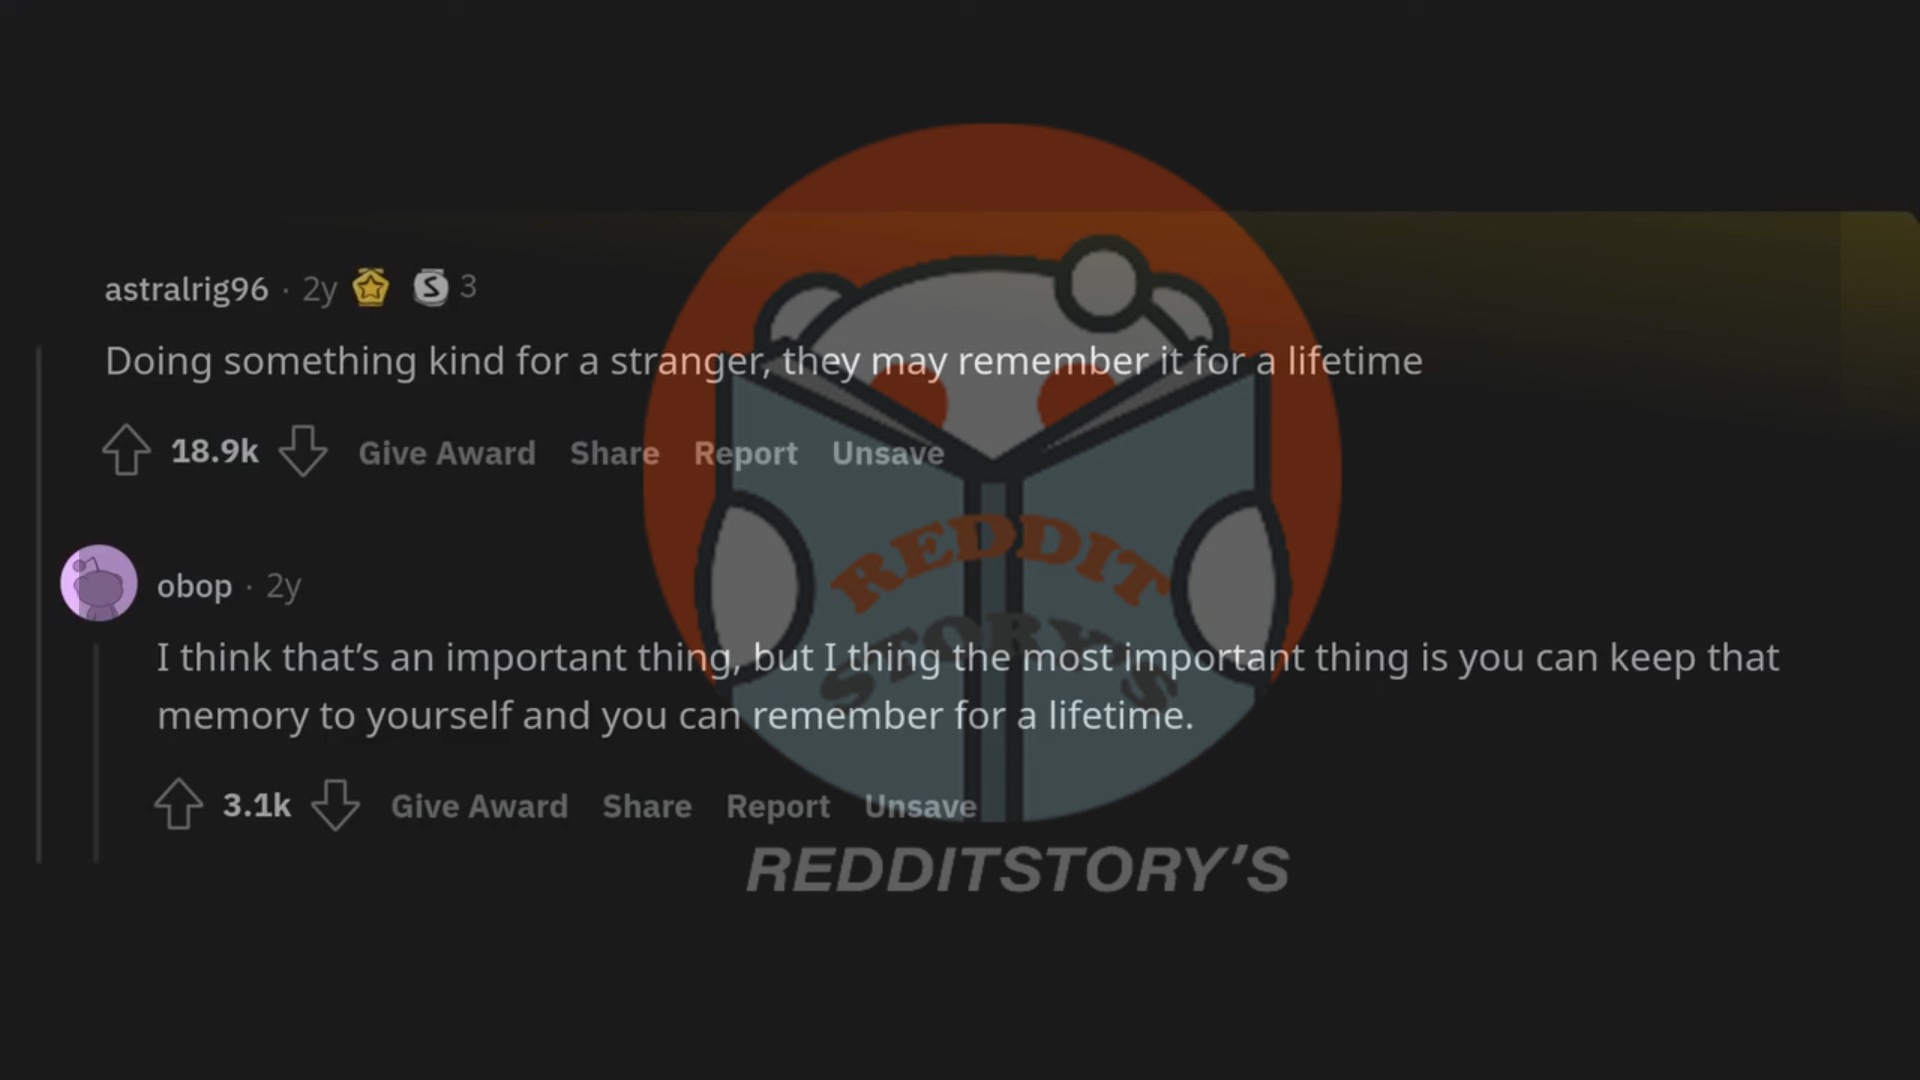 astralrig96 · 2y 3
Doing something kind for a stranger, they may remember it for a lifetime
18.9k Give Award Share Report Unsave
obop · 2y
I think that’s an important thing, but I thing the most important thing is you can keep that
memory to yourself and you can remember for a lifetime.
3.1k Give Award Share Report Unsave
REDDIT
STORY'S
REDDITSTORY’S